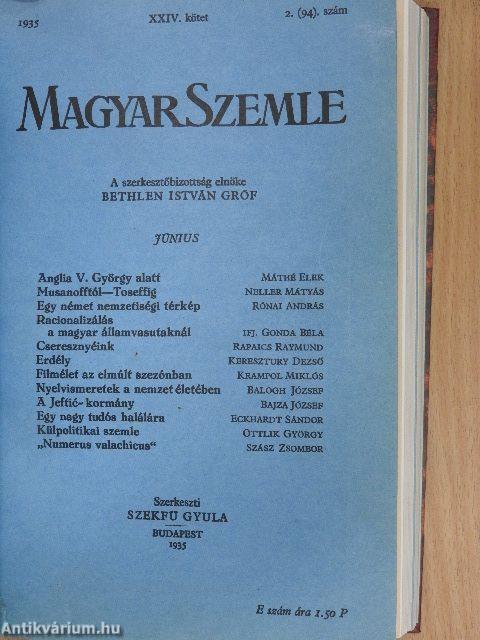 1935 XXIV. kötet 2. (94). szám
MAGYAR SZEMLE
A szerkesztőbizottság elnöke
BETHLEN ISTVÁN GRÓF
JÚNIUS
Anglia V. György alatt MÁTHÉ ELEK
Musanofftól—Toseffig NELLER MÁTYÁS
Egy német nemzetiségi térkép RÓNAI ANDRÁS
Racionalizálás
a magyar államvasutaknál IFJ. GONDA BÉLA
Cseresznyéink RAPAICS RAYMUND
Erdély KERESZTURY DEZSŐ
Filmélet az elmúlt szezónban KRAMPOL MIKLÓS
Nyelvismeretek a nemzet életében BALOGH JÓZSEF
A Jeftić-kormány BAJZA JÓZSEF
Egy nagy tudós halálára ECKHARDT SÁNDOR
Külpolitikai szemle OTTLIK GYÖRGY
„Numerus valachicus“ SZÁSZ ZSOMBOR
Szerkeszti
SZEKFŰ GYULA
BUDAPEST
1935
E szám ára 1.50 P
Antikvárium.hu